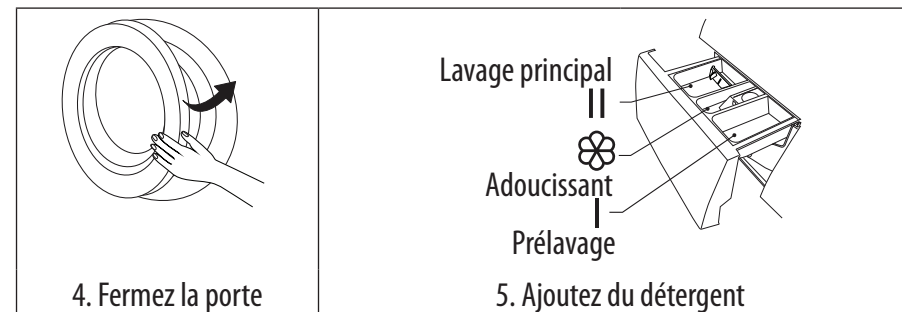 4. Fermez la porte
Lavage principal
II
Adoucissant
I
Prélavage
5. Ajoutez du détergent